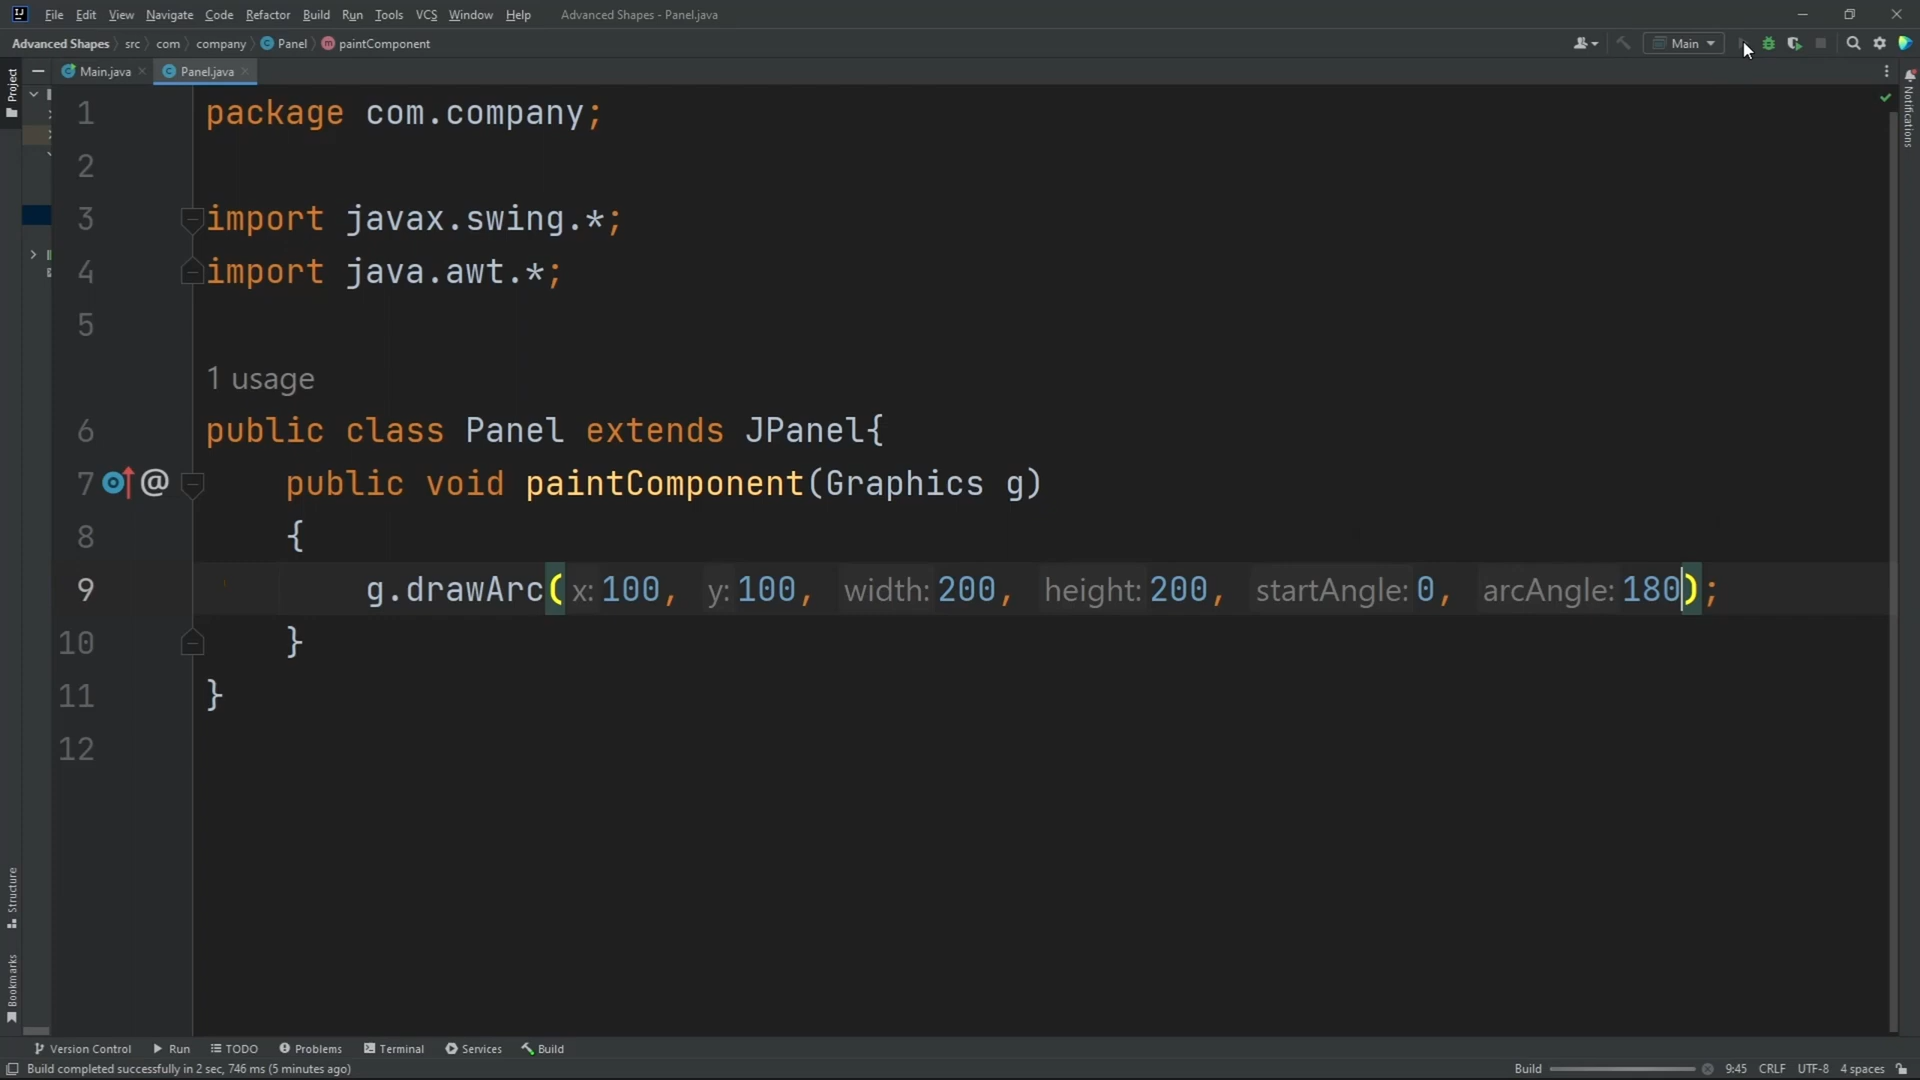 File Edit View Navigate Code Refactor Build Run Tools VCS Window Help Advanced Shapes - Panel.java
Advanced Shapes src com company Panel paintComponent Main
Project
Main.java Panel.java
Notifications
1 package com.company;
2
3 import javax.swing.*;
4 import java.awt.*;
5
1 usage
6 public class Panel extends JPanel{
7 @ public void paintComponent(Graphics g)
8 {
9 g.drawArc( x: 100, y: 100, width: 200, height: 200, startAngle: 0, arcAngle: 180);
10 }
11 }
12
Structure
Bookmarks
Version Control Run TODO Problems Terminal Services Build
Build completed successfully in 2 sec, 746 ms (5 minutes ago) Build 9:45 CRLF UTF-8 4 spaces